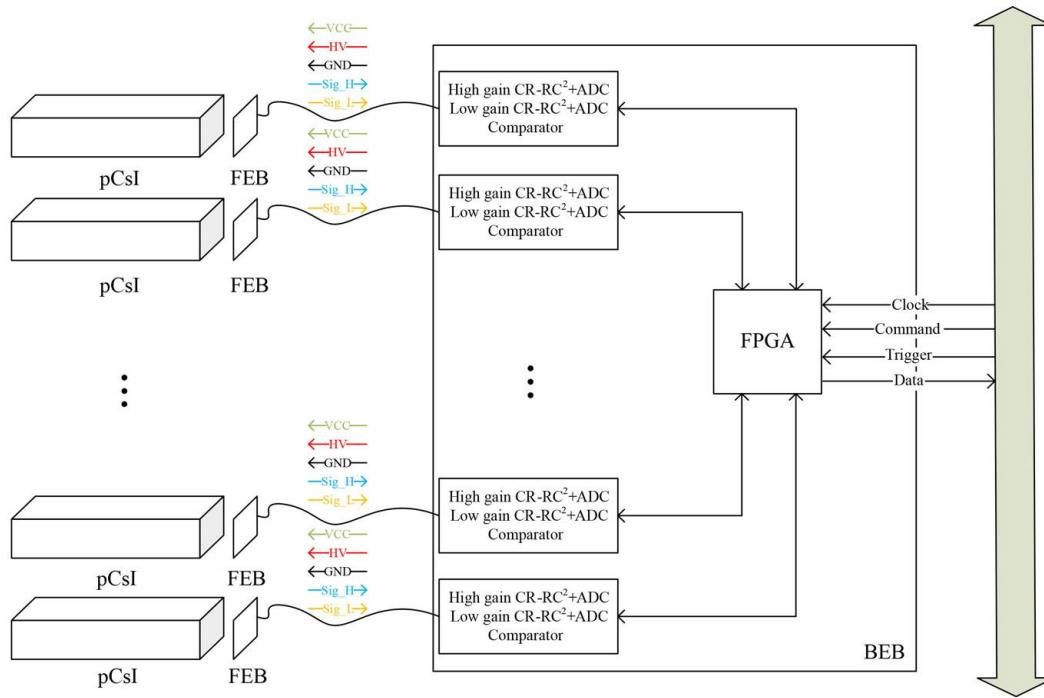 VCC
HV
GND
Sig_H
Sig_L
High gain CR-RC²+ADC
Low gain CR-RC²+ADC
Comparator
pCsI
FEB
VCC
HV
GND
Sig_H
Sig_L
High gain CR-RC²+ADC
Low gain CR-RC²+ADC
Comparator
pCsI
FEB
FPGA
Clock
Command
Trigger
Data
VCC
HV
GND
Sig_H
Sig_L
High gain CR-RC²+ADC
Low gain CR-RC²+ADC
Comparator
pCsI
FEB
VCC
HV
GND
Sig_H
Sig_L
High gain CR-RC²+ADC
Low gain CR-RC²+ADC
Comparator
pCsI
FEB
BEB